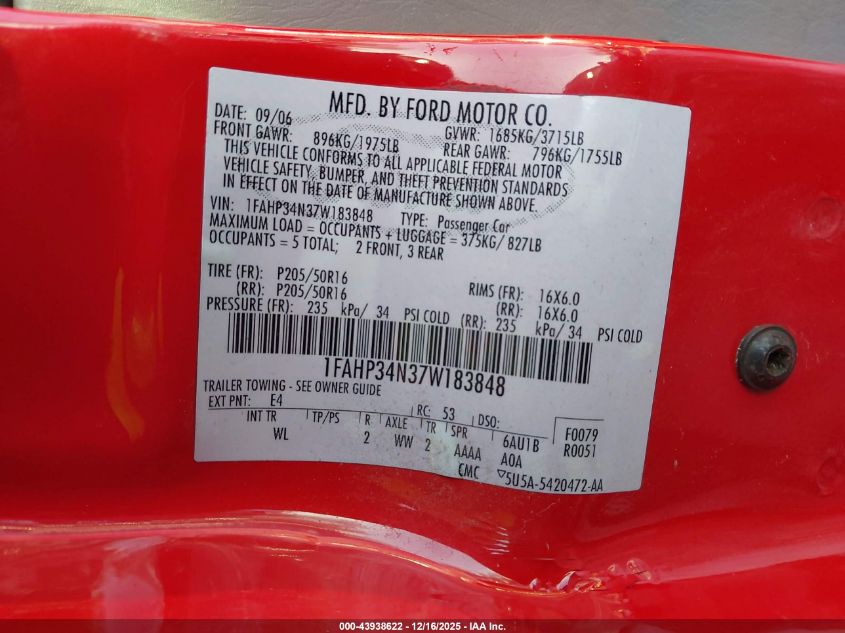 MFD. BY FORD MOTOR CO.
DATE: 09/06 GVWR: 1685KG/3715LB
FRONT GAWR: 896KG/1975LB REAR GAWR: 796KG/1755LB
THIS VEHICLE CONFORMS TO ALL APPLICABLE FEDERAL MOTOR
VEHICLE SAFETY, BUMPER, AND THEFT PREVENTION STANDARDS
IN EFFECT ON THE DATE OF MANUFACTURE SHOWN ABOVE.
VIN: 1FAHP34N37W183848 TYPE: Passenger Car
MAXIMUM LOAD = OCCUPANTS + LUGGAGE = 375KG/ 827LB
OCCUPANTS = 5 TOTAL; 2 FRONT, 3 REAR
TIRE (FR): P205/50R16 RIMS (FR): 16X6.0
(RR): P205/50R16 (RR): 16X6.0
PRESSURE (FR): 235 kPa/ 34 PSI COLD (RR): 235 kPa/ 34 PSI COLD
1FAHP34N37W183848
TRAILER TOWING - SEE OWNER GUIDE
EXT PNT: E4 RC: 53 DSO: F0079
INT TR TP/PS R AXLE TR SPR 6AU1B R0051
WL 2 WW 2 AAAA A0A
CMC 5U5A-5420472-AA
000-43938622 - 12/16/2025 - IAA Inc.